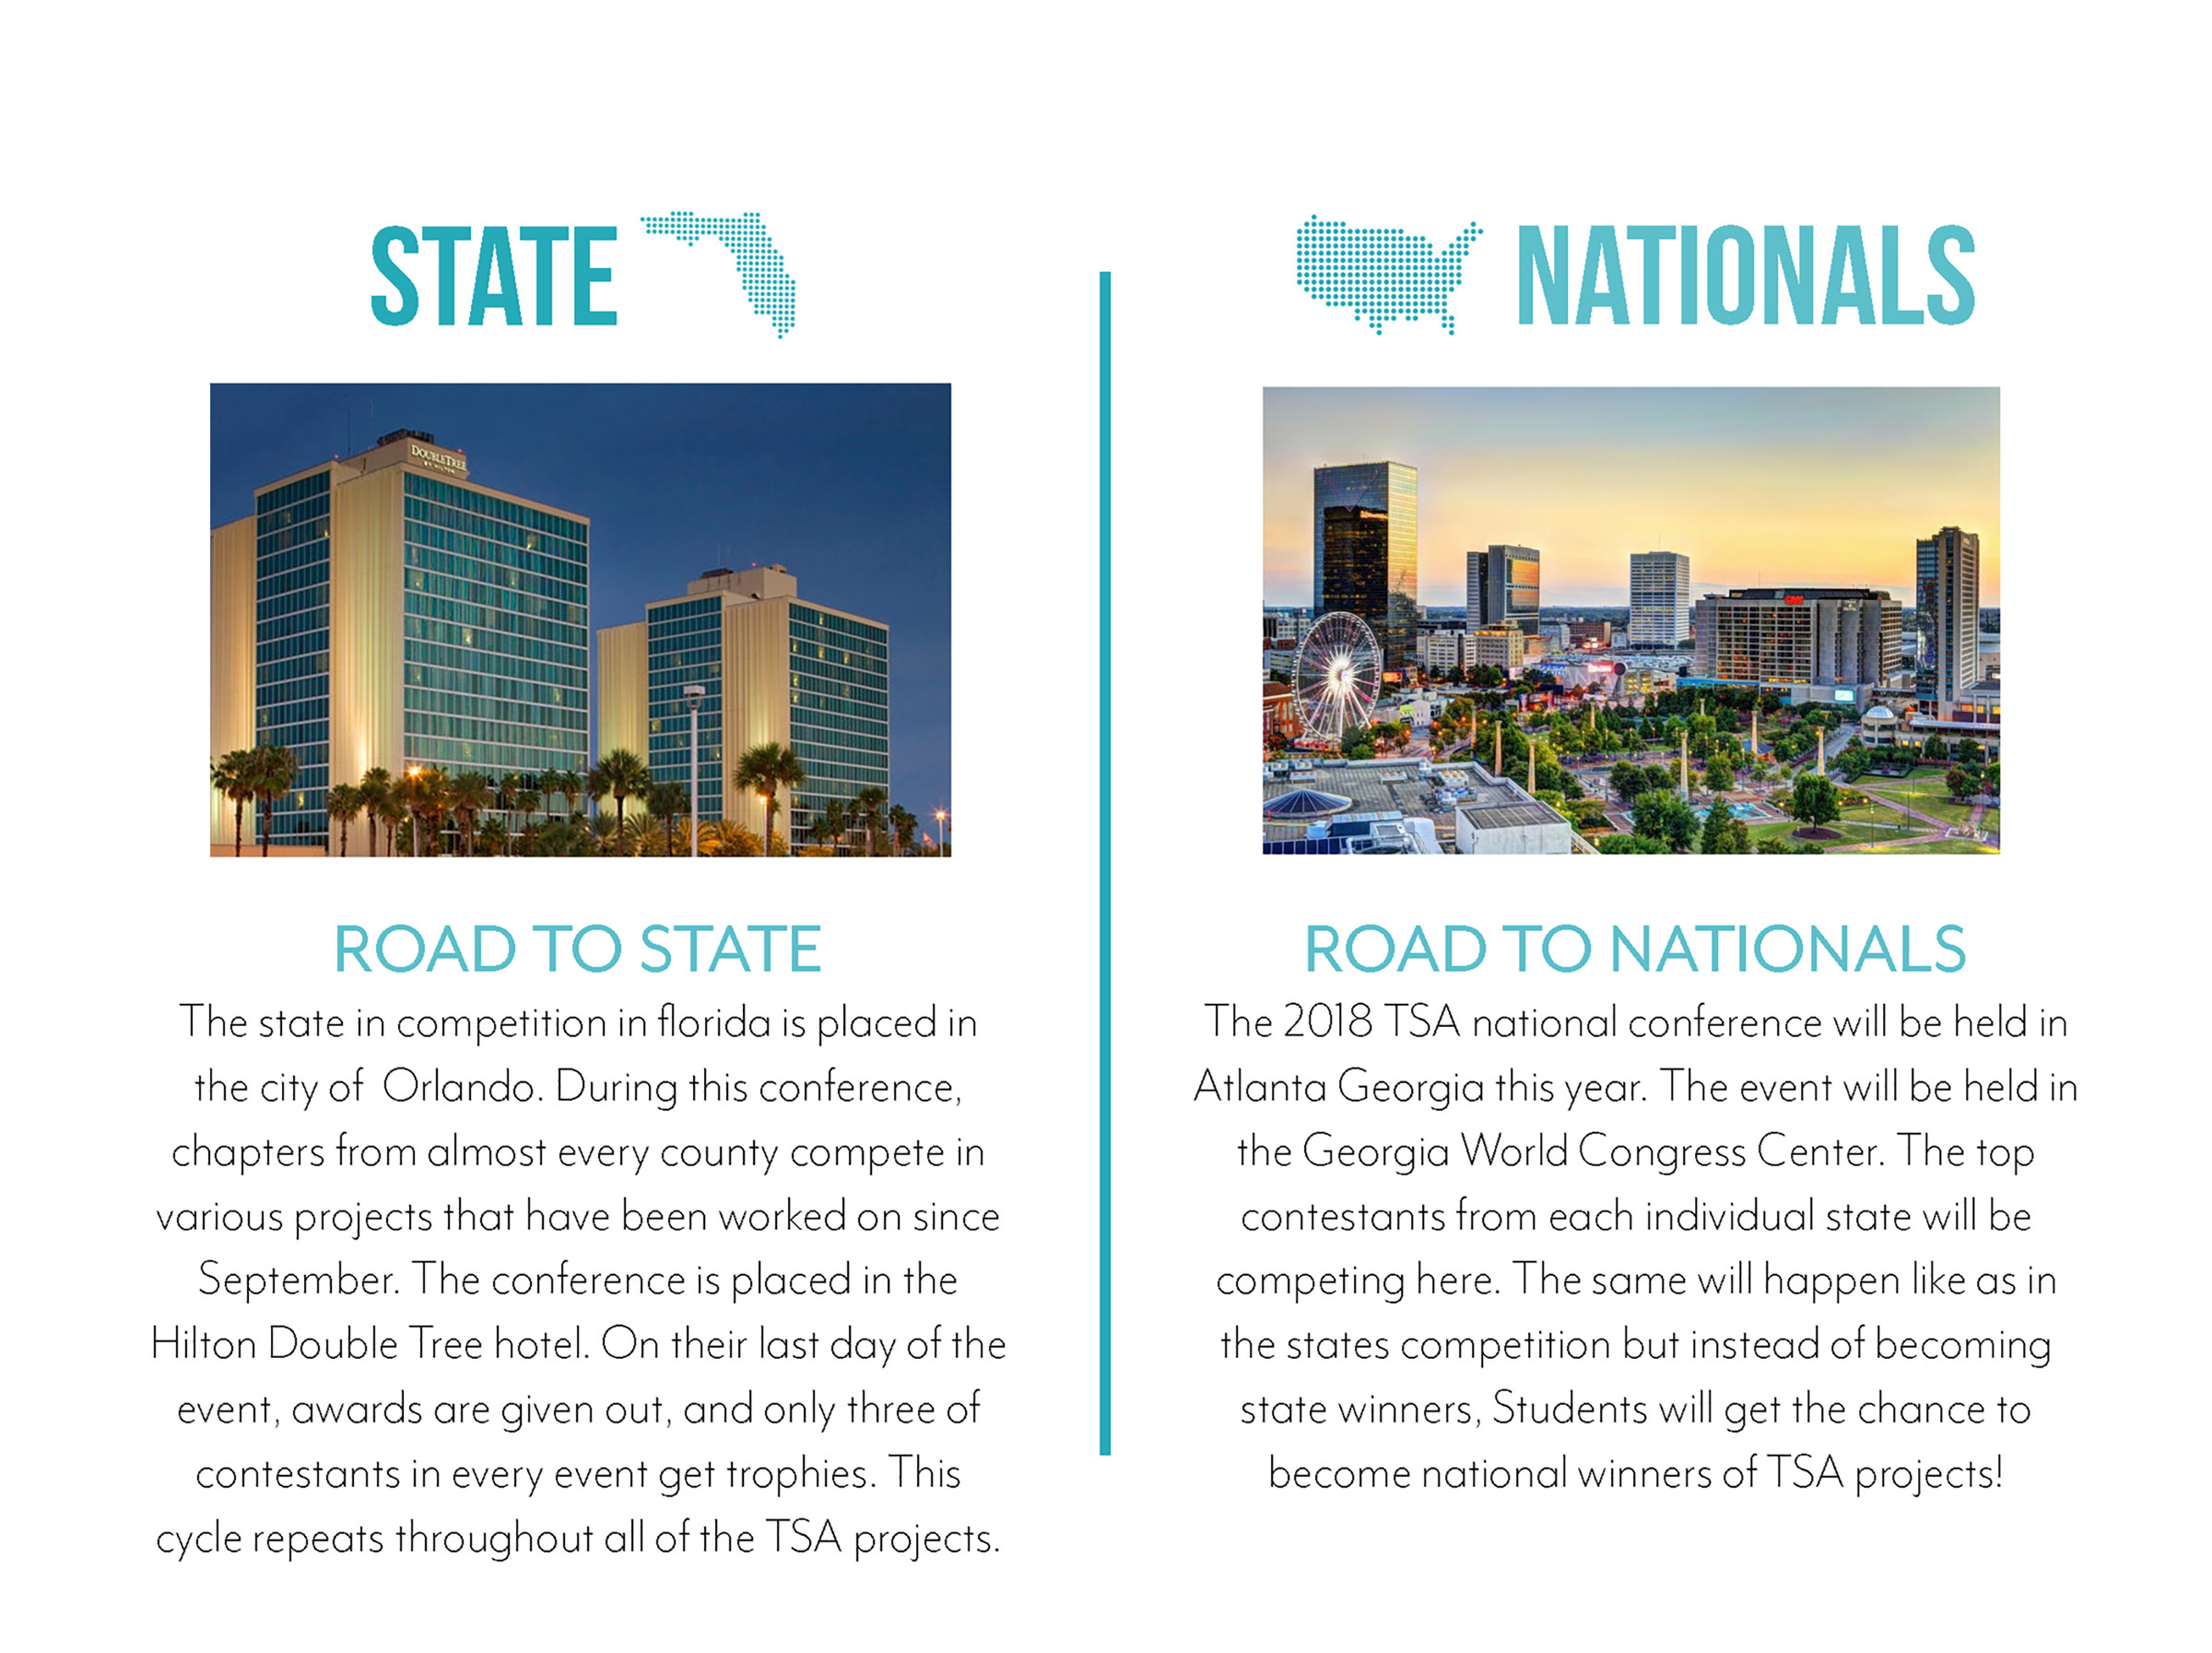 STATE
DOUBLETREE
BY HILTON
ROAD TO STATE
The state in competition in florida is placed in
the city of Orlando. During this conference,
chapters from almost every county compete in
various projects that have been worked on since
September. The conference is placed in the
Hilton Double Tree hotel. On their last day of the
event, awards are given out, and only three of
contestants in every event get trophies. This
cycle repeats throughout all of the TSA projects.
NATIONALS
CNN
ROAD TO NATIONALS
The 2018 TSA national conference will be held in
Atlanta Georgia this year. The event will be held in
the Georgia World Congress Center. The top
contestants from each individual state will be
competing here. The same will happen like as in
the states competition but instead of becoming
state winners, Students will get the chance to
become national winners of TSA projects!